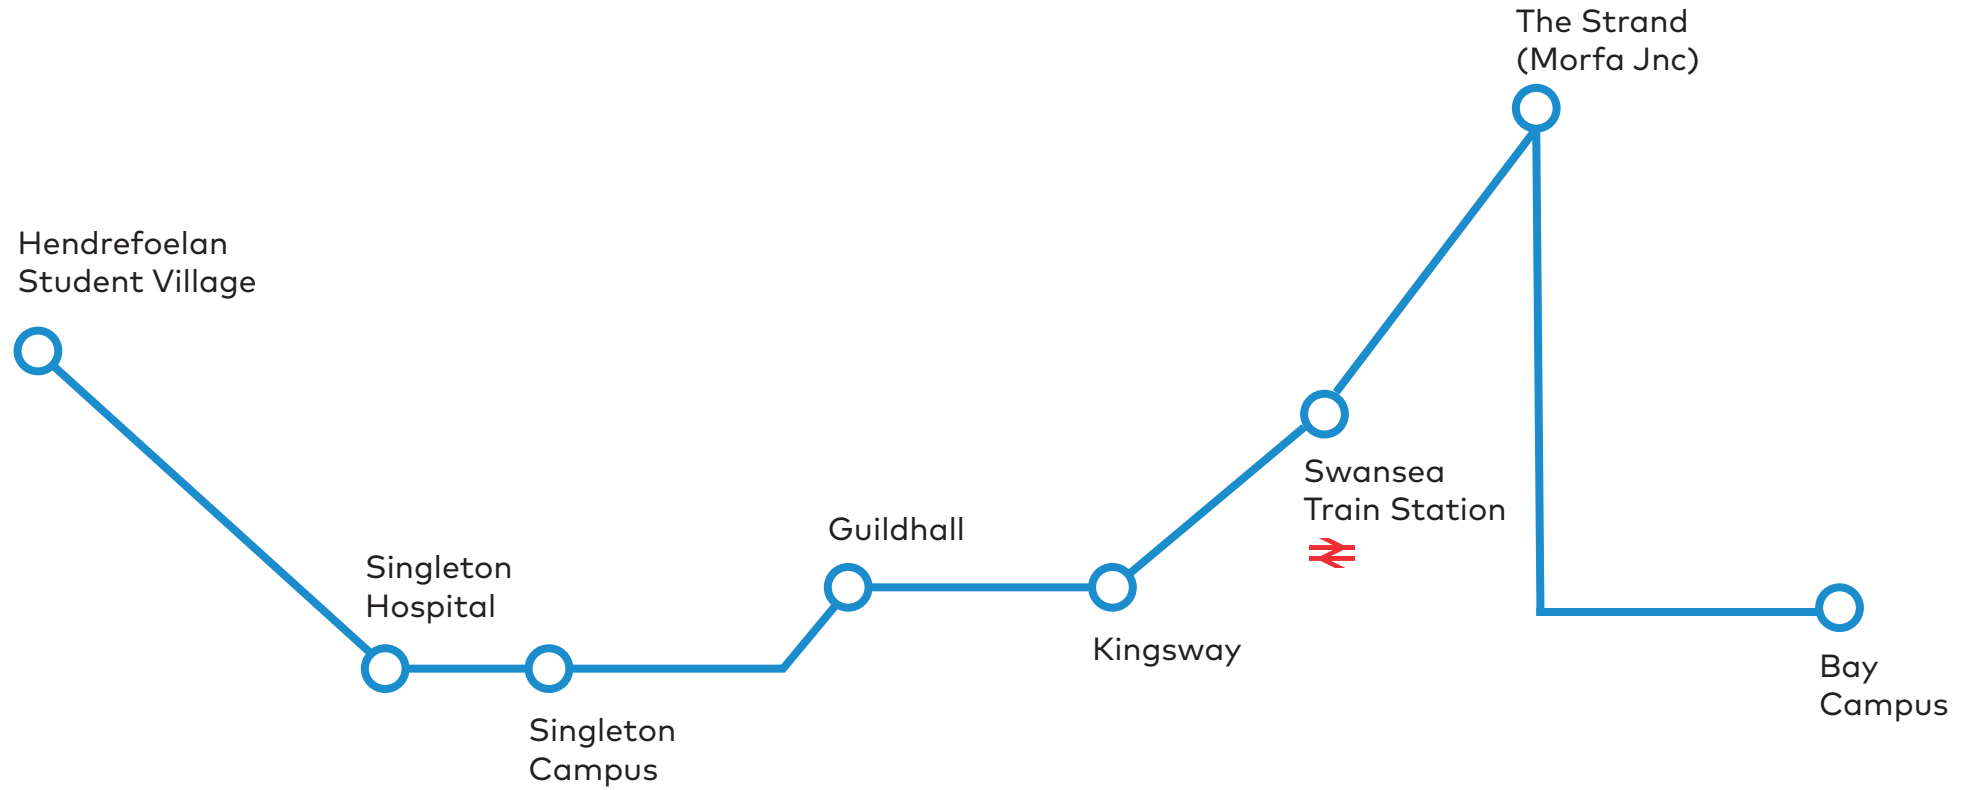 The Strand
(Morfa Jnc)
Hendrefoelan
Student Village
Swansea
Train Station
Guildhall
Singleton
Hospital
Kingsway
Bay
Campus
Singleton
Campus